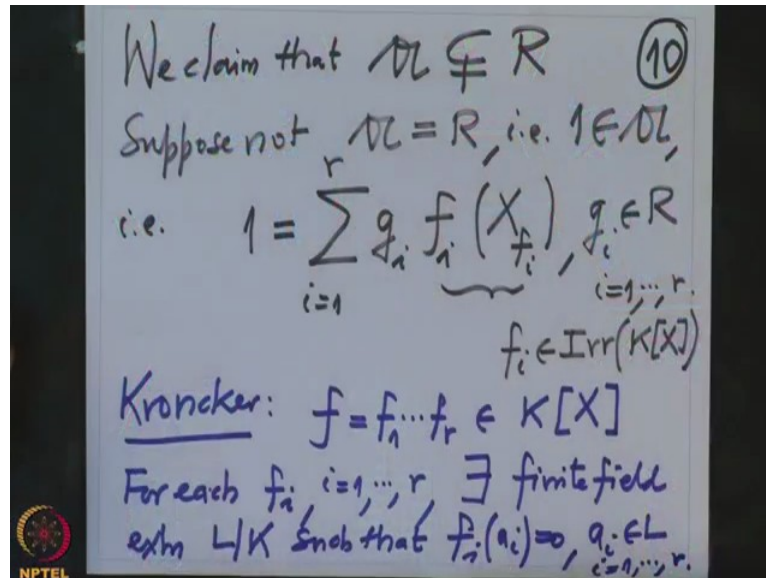 We claim that 𝔄 ⊊ R ⑩
Suppose not 𝔄 = R, i.e. 1 ∈ 𝔄,
i.e. 1 = ∑_{i=1}^{r} g_i f_i (X_{f_i}), g_i ∈ R
i=1,⋯,r.
f_i ∈ Irr(K[X])
Kroncker: f = f_1⋯f_r ∈ K[X]
For each f_i, i=1,⋯,r, ∃ finite field
extn L/K such that f_i(a_i)=0, a_i ∈ L
i=1,⋯,r.
NPTEL